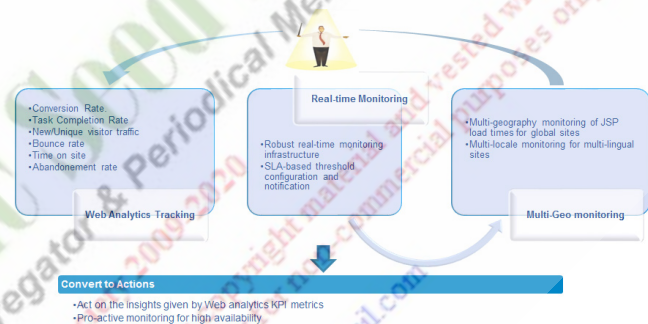 •Conversion Rate.
•Task Completion Rate
•New/Unique visitor traffic
•Bounce rate
•Time on site
•Abandonement rate
Web Analytics Tracking
Real-time Monitoring
•Robust real-time monitoring
infrastructure
•SLA-based threshold
configuration and
notification
•Multi-geography monitoring of JSP
load times for global sites
•Multi-locale monitoring for multi-lingual
sites
Multi-Geo monitoring
Convert to Actions
•Act on the insights given by Web analytics KPI metrics
•Pro-active monitoring for high availability